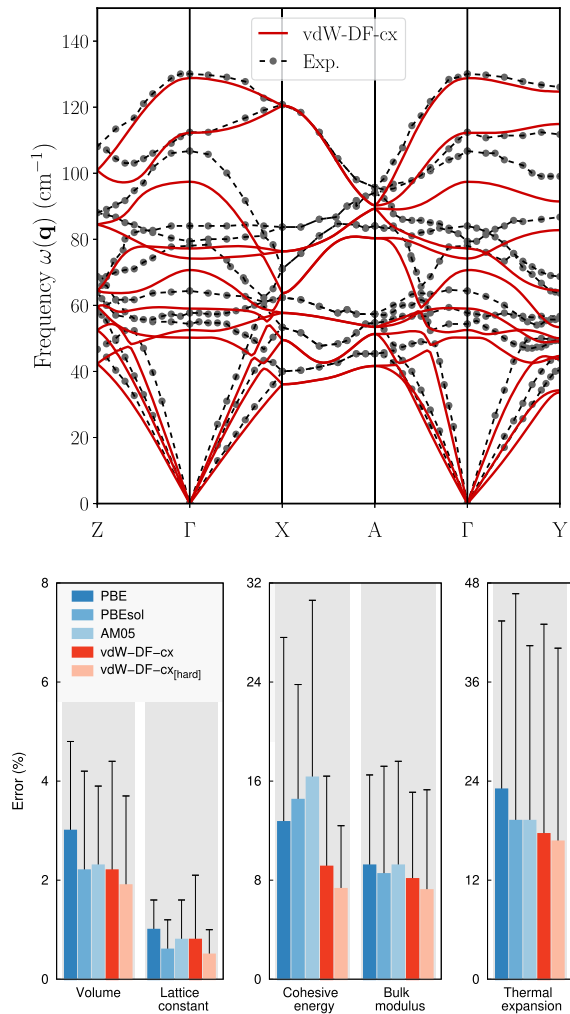 vdW-DF-cx
Exp.
Frequency ω(q) (cm⁻¹)
140
120
100
80
60
40
20
0
Z Γ X A Γ Y
PBE
PBEsol
AM05
vdW−DF−cx
vdW−DF−cx[hard]
Error (%)
8
6
4
2
0
32
24
16
8
0
48
36
24
12
0
Volume
Lattice
constant
Cohesive
energy
Bulk
modulus
Thermal
expansion